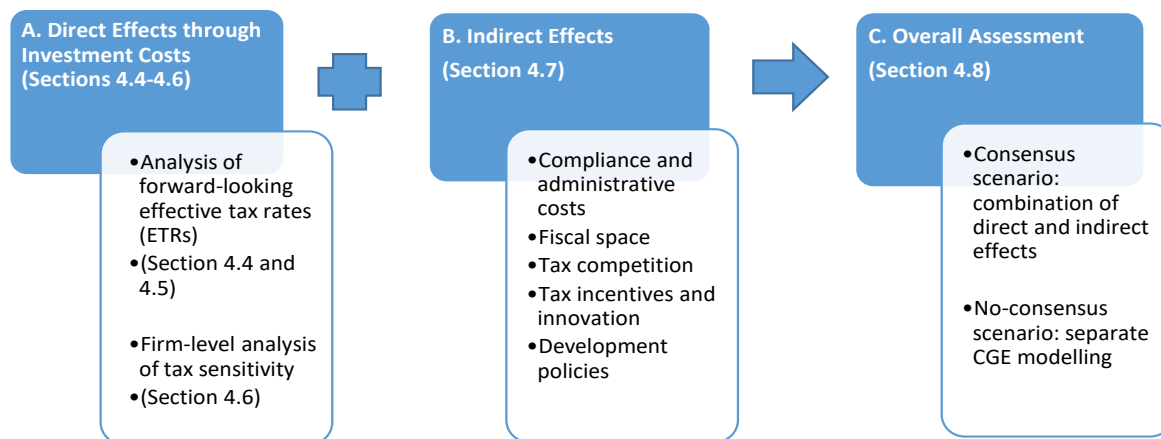 A. Direct Effects through
Investment Costs
(Sections 4.4-4.6)
•Analysis of
forward-looking
effective tax rates
(ETRs)
•(Section 4.4 and
4.5)
•Firm-level analysis
of tax sensitivity
•(Section 4.6)
B. Indirect Effects
(Section 4.7)
•Compliance and
administrative
costs
•Fiscal space
•Tax competition
•Tax incentives and
innovation
•Development
policies
C. Overall Assessment
(Section 4.8)
•Consensus
scenario:
combination of
direct and indirect
effects
•No-consensus
scenario: separate
CGE modelling